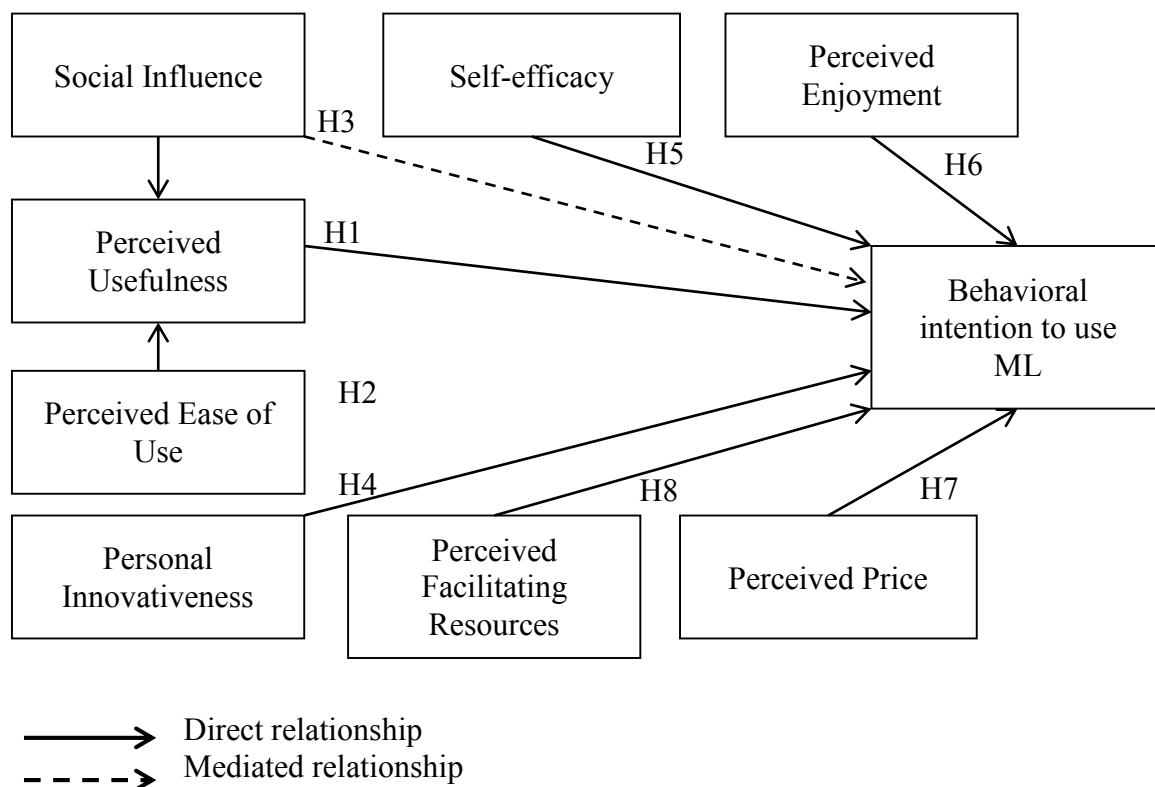 Social Influence
Self-efficacy
Perceived
Enjoyment
H3
H5
H6
Perceived
Usefulness
H1
Behavioral
intention to use
ML
Perceived Ease of
Use
H2
H4
H8
H7
Personal
Innovativeness
Perceived
Facilitating
Resources
Perceived Price
Direct relationship
Mediated relationship